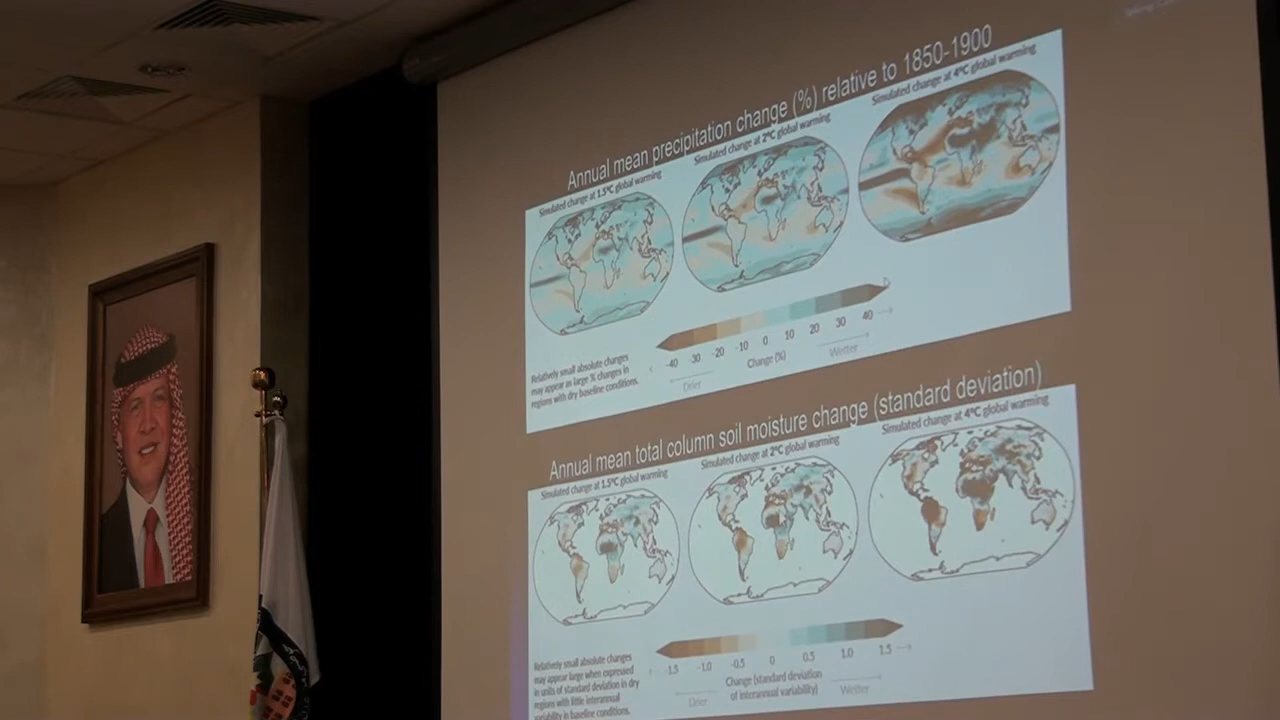 Annual mean precipitation change (%) relative to 1850-1900
Simulated change at 1.5°C global warming
Simulated change at 2°C global warming
Simulated change at 4°C global warming
-40 -30 -20 -10 0 10 20 30 40
Change (%)
Drier
Wetter
Relatively small absolute changes
may appear as large % changes in
regions with dry baseline conditions.
Annual mean total column soil moisture change (standard deviation)
Simulated change at 1.5°C global warming
Simulated change at 2°C global warming
Simulated change at 4°C global warming
1.5 -1.0 -0.5 0 0.5 1.0 1.5
Change (standard deviation
of interannual variability)
Drier
Wetter
Relatively small absolute changes
may appear large when expressed
in units of standard deviation in dry
regions with little interannual
variability in baseline conditions.